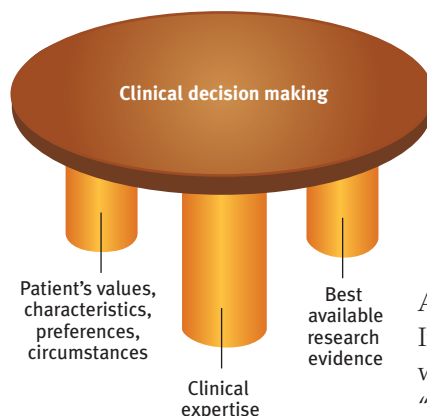 Clinical decision making
Patient's values,
characteristics,
preferences,
circumstances
Clinical
expertise
Best
available
research
evidence
A
I
w
“